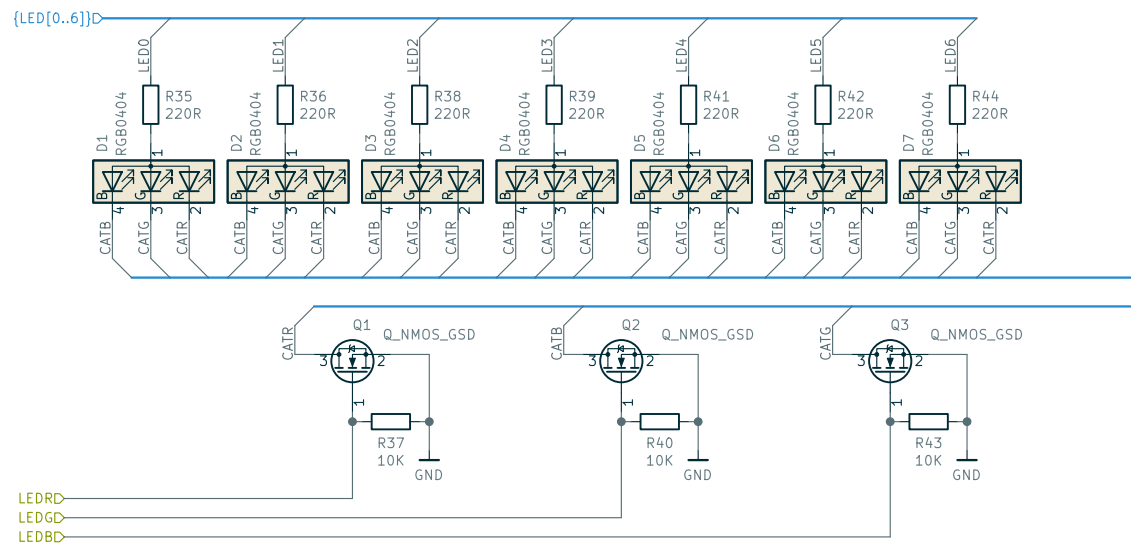 {LED[0..6]}
LED0
LED1
LED2
LED3
LED4
LED5
LED6
R35
220R
R36
220R
R38
220R
R39
220R
R41
220R
R42
220R
R44
220R
D1
RGB0404
D2
RGB0404
D3
RGB0404
D4
RGB0404
D5
RGB0404
D6
RGB0404
D7
RGB0404
1
1
1
1
1
1
1
B G R
B G R
B G R
B G R
B G R
B G R
B G R
4 3 2
4 3 2
4 3 2
4 3 2
4 3 2
4 3 2
4 3 2
CATB CATG CATR
CATB CATG CATR
CATB CATG CATR
CATB CATG CATR
CATB CATG CATR
CATB CATG CATR
CATB CATG CATR
CATR
Q1
Q_NMOS_GSD
3 2
1
R37
10K
GND
CATB
Q2
Q_NMOS_GSD
3 2
1
R40
10K
GND
CATG
Q3
Q_NMOS_GSD
3 2
1
R43
10K
GND
LEDR
LEDG
LEDB